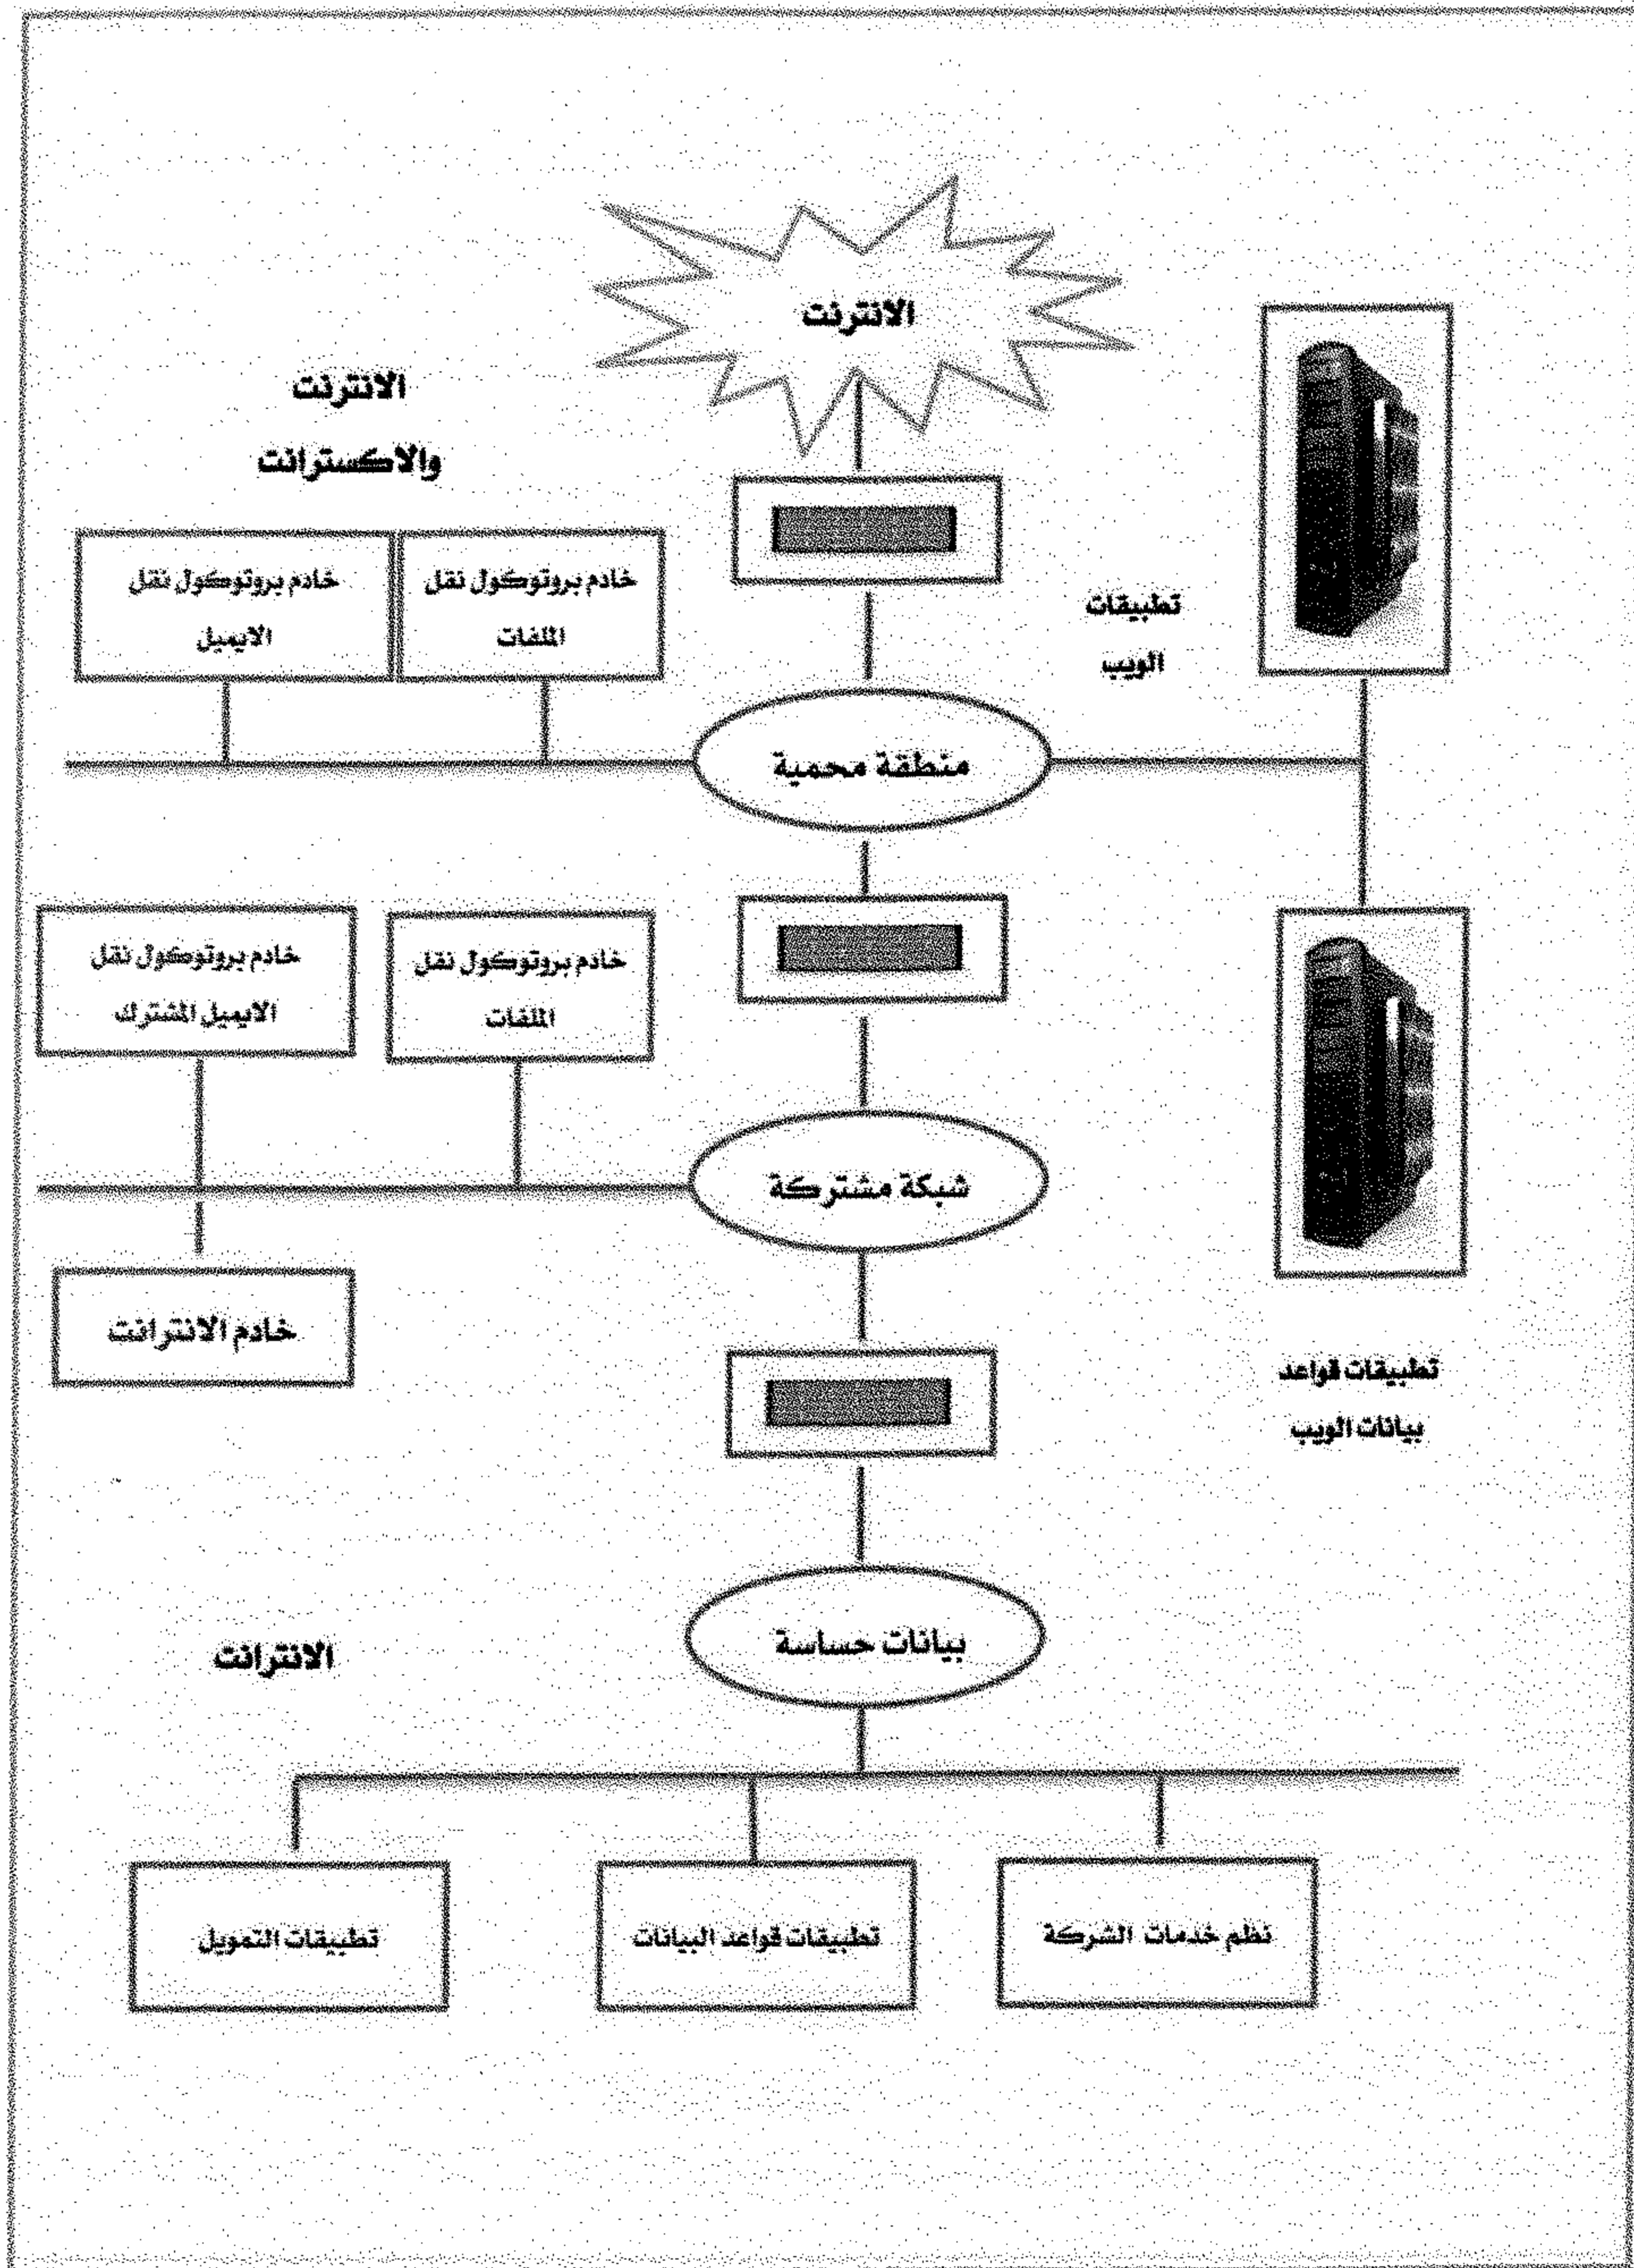 الانترنت
الانترنت
والاكسترانت
خادم بروتوكول نقل
الملفات
خادم بروتوكول نقل
الايميل
تطبيقات
الويب
منطقة محمية
خادم بروتوكول نقل
الملفات
خادم بروتوكول نقل
الايميل المشترك
شبكة مشتركة
خادم الانترانت
تطبيقات قواعد
بيانات الويب
بيانات حساسة
الانترانت
نظم خدمات الشركة
تطبيقات قواعد البيانات
تطبيقات التمويل